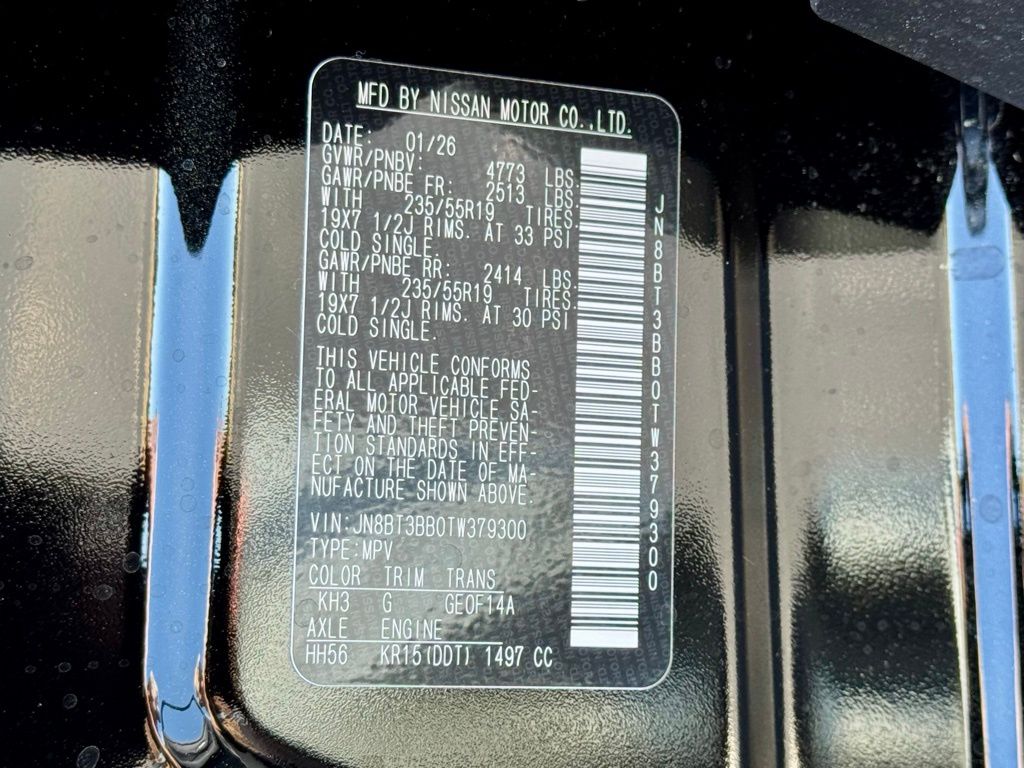 MFD BY NISSAN MOTOR CO.,LTD.
DATE: 01/26
GVWR/PNBV: 4773 LBS.
GAWR/PNBE FR: 2513 LBS.
WITH 235/55R19 TIRES.
19X7 1/2J RIMS. AT 33 PSI
COLD SINGLE.
GAWR/PNBE RR: 2414 LBS.
WITH 235/55R19 TIRES.
19X7 1/2J RIMS. AT 30 PSI
COLD SINGLE.
THIS VEHICLE CONFORMS
TO ALL APPLICABLE FED-
ERAL MOTOR VEHICLE SA-
FETY AND THEFT PREVEN-
TION STANDARDS IN EFF-
ECT ON THE DATE OF MA-
NUFACTURE SHOWN ABOVE.
VIN:JN8BT3BB0TW379300
TYPE:MPV
COLOR TRIM TRANS
KH3 G GE0F14A
AXLE ENGINE
HH56 KR15(DDT) 1497 CC
JN8BT3BB0TW379300